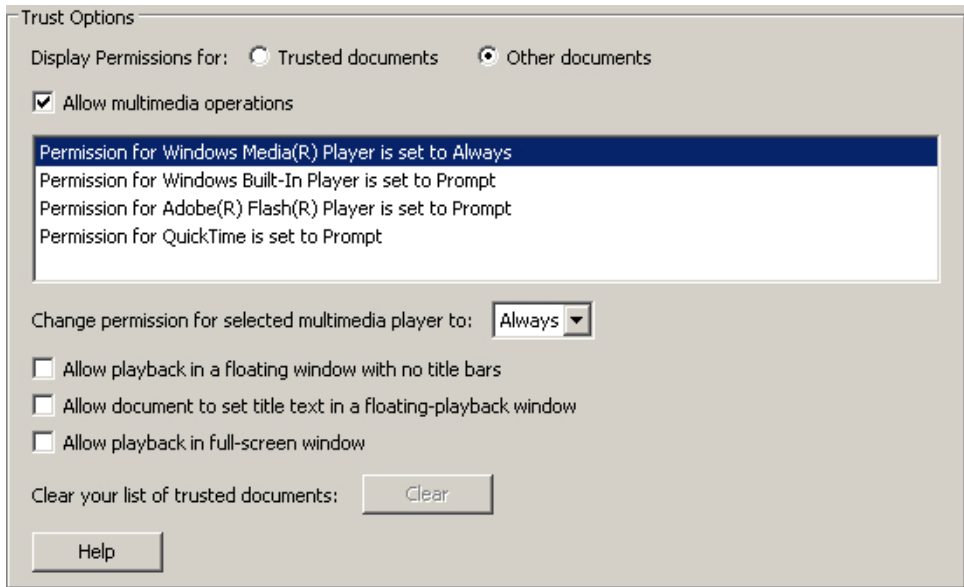 Trust Options
Display Permissions for: Trusted documents Other documents
Allow multimedia operations
Permission for Windows Media(R) Player is set to Always
Permission for Windows Built-In Player is set to Prompt
Permission for Adobe(R) Flash(R) Player is set to Prompt
Permission for QuickTime is set to Prompt
Change permission for selected multimedia player to: Always
Allow playback in a floating window with no title bars
Allow document to set title text in a floating-playback window
Allow playback in full-screen window
Clear your list of trusted documents: Clear
Help